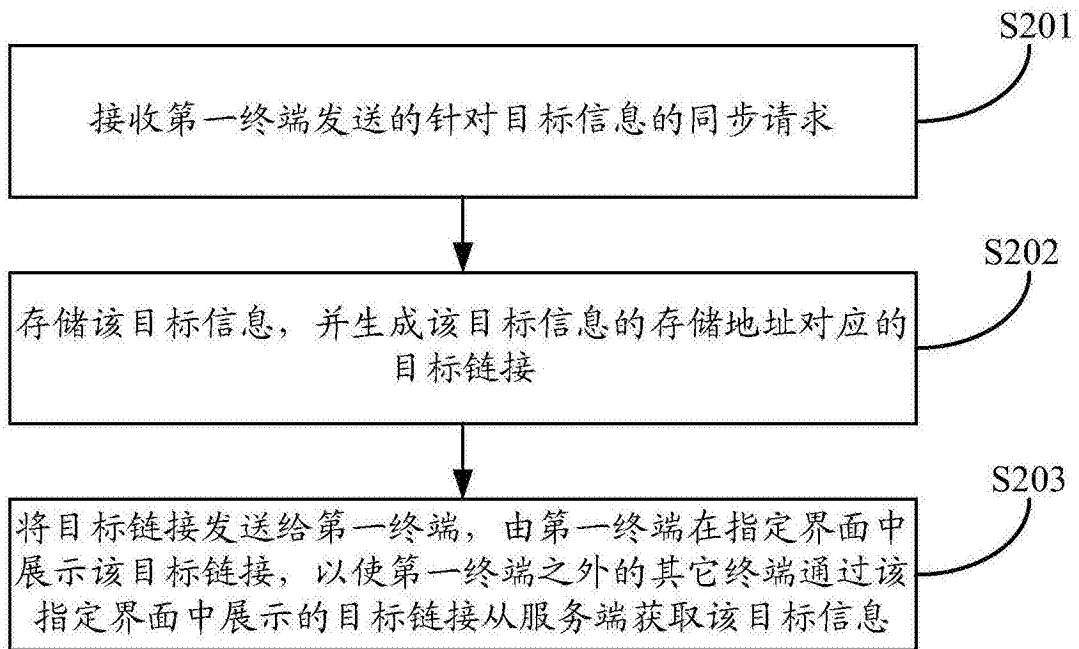 S201
接收第一终端发送的针对目标信息的同步请求
S202
存储该目标信息，并生成该目标信息的存储地址对应的
目标链接
S203
将目标链接发送给第一终端，由第一终端在指定界面中
展示该目标链接，以使第一终端之外的其它终端通过该
指定界面中展示的目标链接从服务端获取该目标信息